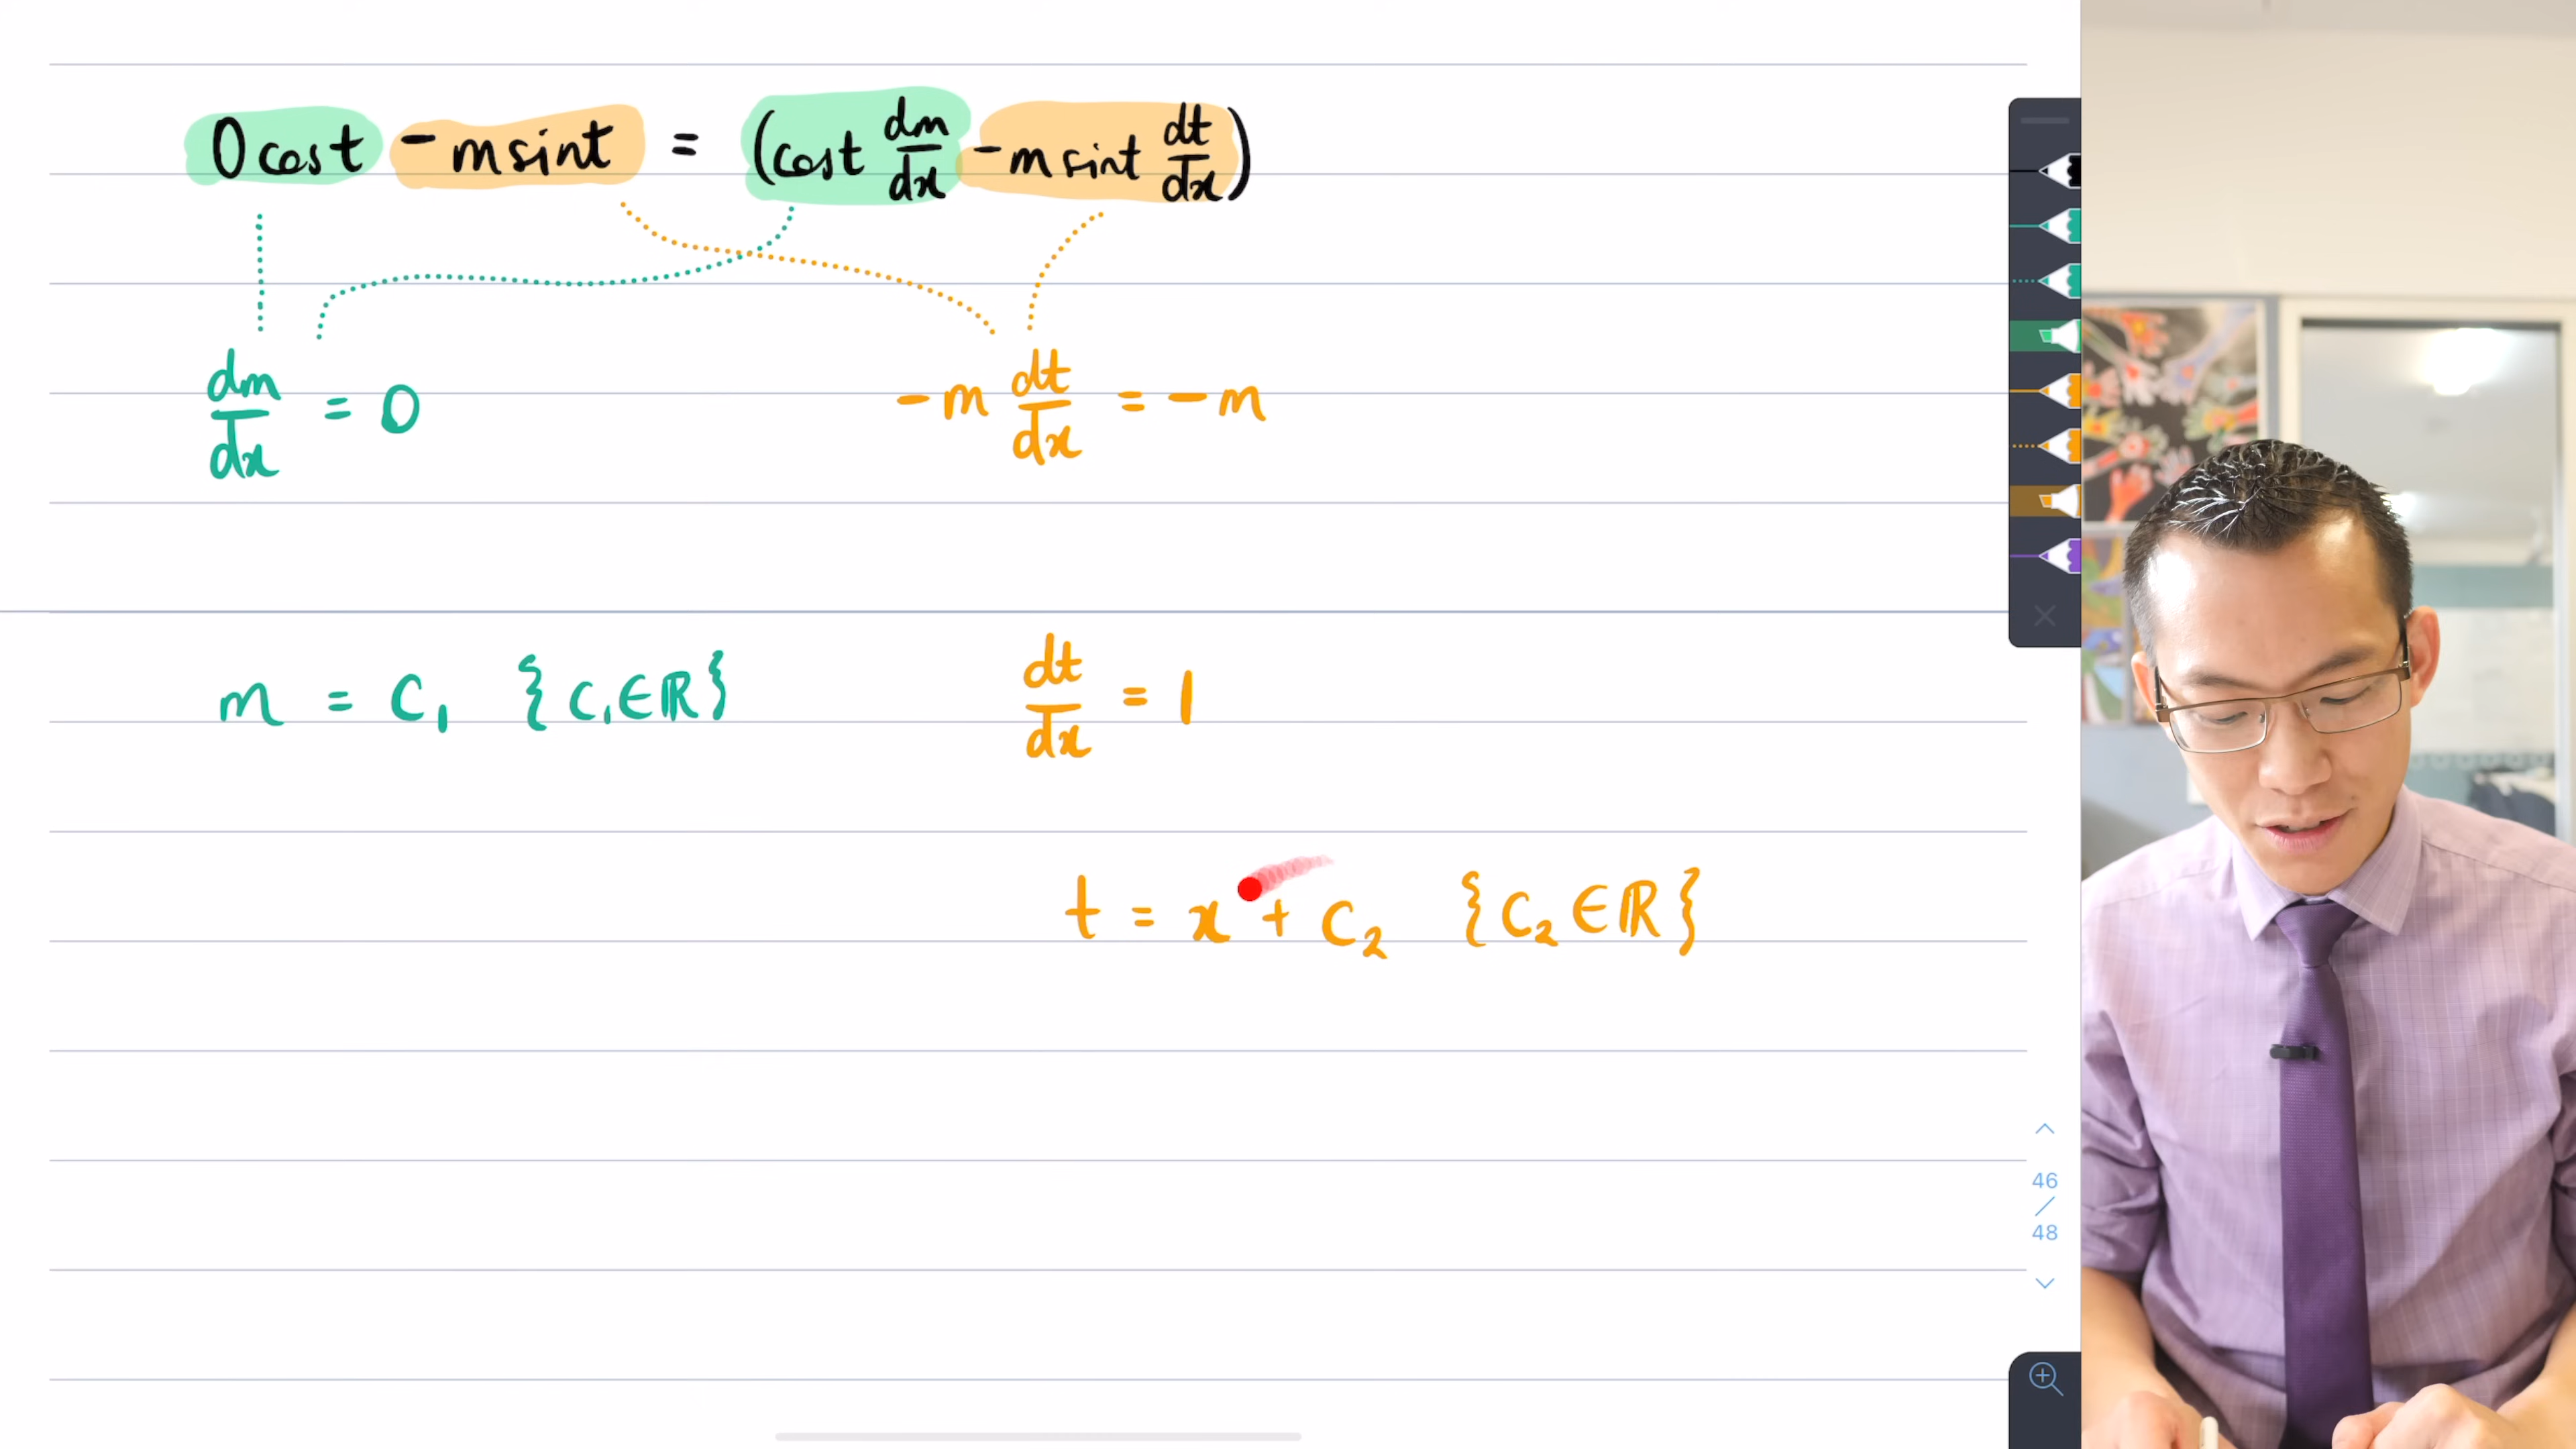 0 cos t - m sin t = (cos t dm/dx - m sin t dt/dx)
dm/dx = 0
-m dt/dx = -m
m = c₁ {c₁∈ℝ}
dt/dx = 1
t = x + c₂ {c₂∈ℝ}
46
/
48